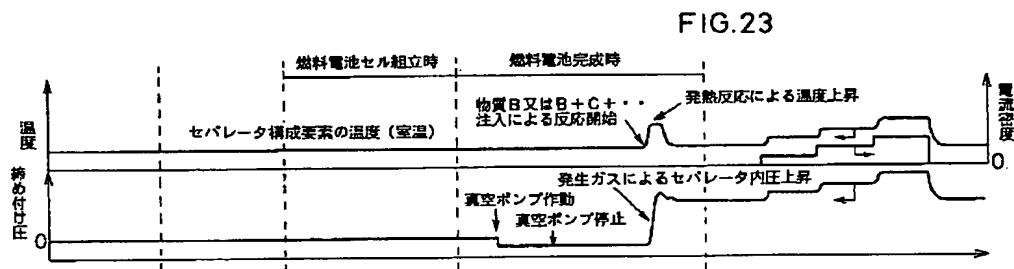 FIG.23
燃料電池セル組立時
燃料電池完成時
物質B又はB+C+・・
注入による反応開始
発熱反応による温度上昇
温度
セパレータ構成要素の温度(室温)
電流密度
0
締め付け圧
0
真空ポンプ作動
真空ポンプ停止
発生ガスによるセパレータ内圧上昇